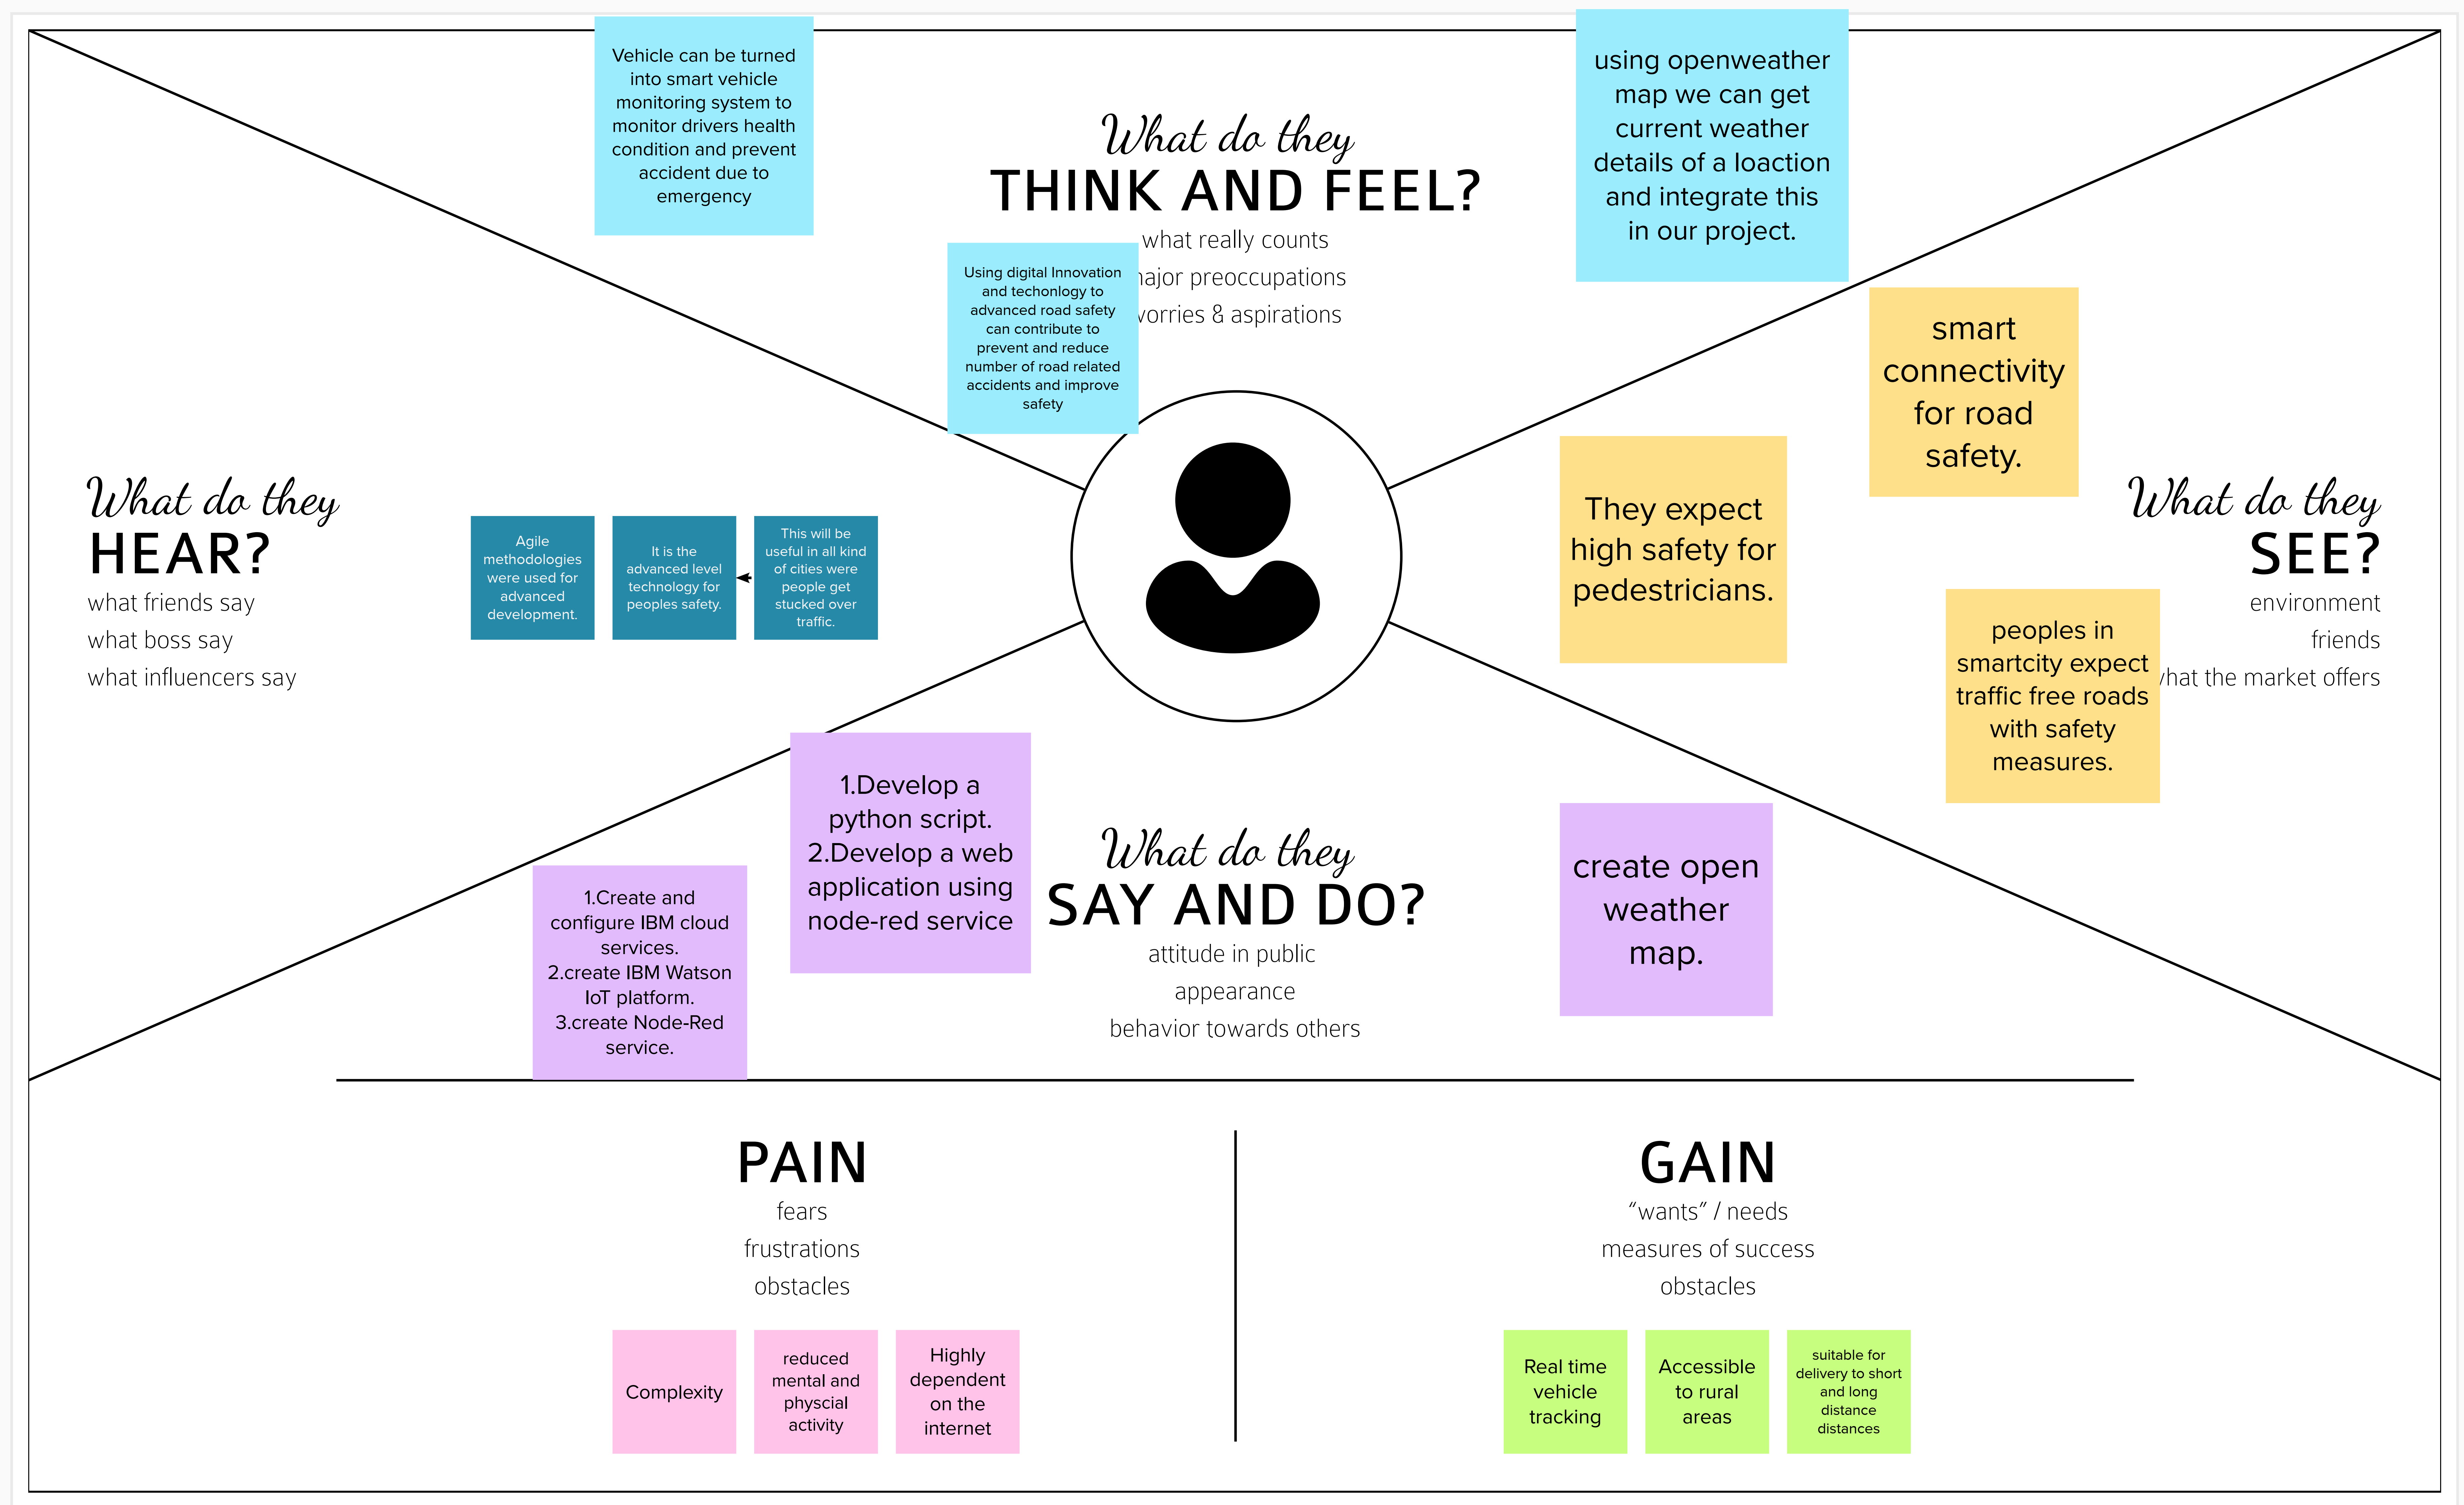 Vehicle can be turned
into smart vehicle
monitoring system to
monitor drivers health
condition and prevent
accident due to
emergency
What do they
THINK AND FEEL?
what really counts
ajor preoccupations
orries & aspirations
Using digital Innovation
and techonlogy to
advanced road safety
can contribute to
prevent and reduce
number of road related
accidents and improve
safety
using openweather
map we can get
current weather
details of a loaction
and integrate this
in our project.
What do they
HEAR?
what friends say
what boss say
what influencers say
Agile
methodologies
were used for
advanced
development.
It is the
advanced level
technology for
peoples safety.
This will be
useful in all kind
of cities were
people get
stucked over
traffic.
smart
connectivity
for road
safety.
They expect
high safety for
pedestricians.
What do they
SEE?
environment
friends
hat the market offers
peoples in
smartcity expect
traffic free roads
with safety
measures.
1.Develop a
python script.
2.Develop a web
application using
node-red service
1.Create and
configure IBM cloud
services.
2.create IBM Watson
IoT platform.
3.create Node-Red
service.
What do they
SAY AND DO?
attitude in public
appearance
behavior towards others
create open
weather
map.
PAIN
fears
frustrations
obstacles
Complexity
reduced
mental and
physcial
activity
Highly
dependent
on the
internet
GAIN
“wants” / needs
measures of success
obstacles
Real time
vehicle
tracking
Accessible
to rural
areas
suitable for
delivery to short
and long
distance
distances